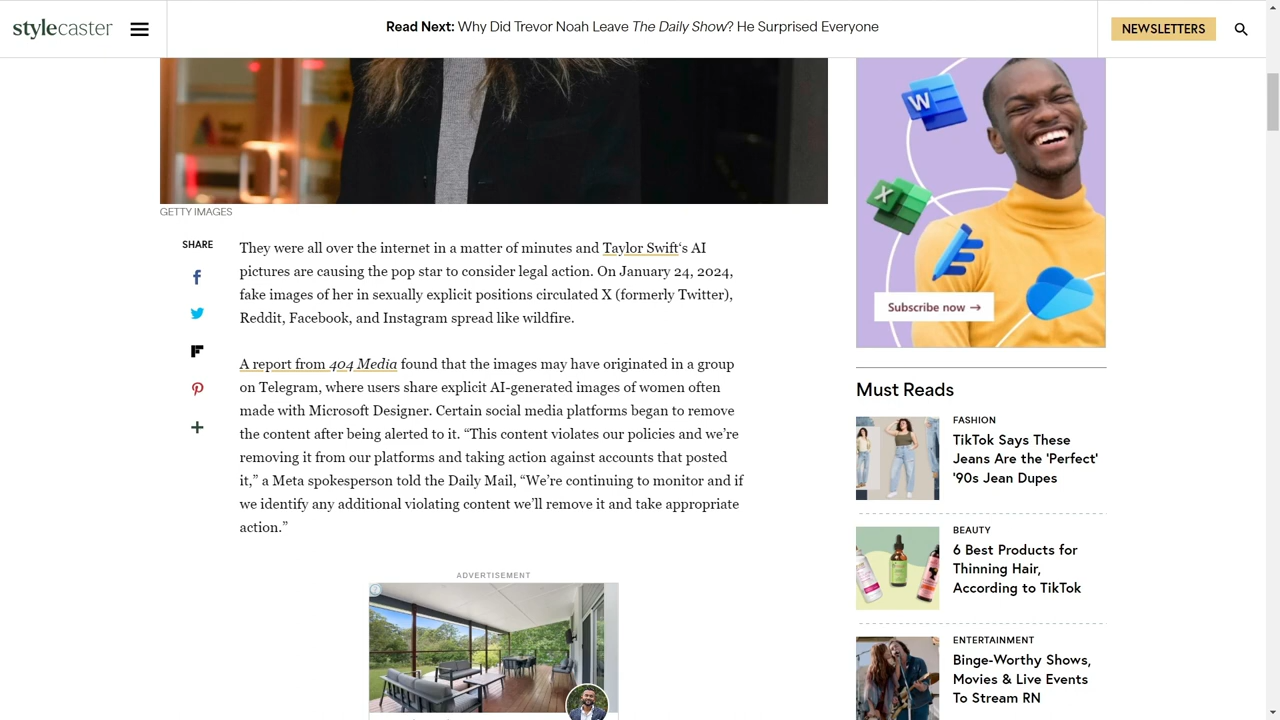 stylecaster
Read Next: Why Did Trevor Noah Leave The Daily Show? He Surprised Everyone
NEWSLETTERS
GETTY IMAGES
SHARE
They were all over the internet in a matter of minutes and Taylor Swift‘s AI
pictures are causing the pop star to consider legal action. On January 24, 2024,
fake images of her in sexually explicit positions circulated X (formerly Twitter),
Reddit, Facebook, and Instagram spread like wildfire.
A report from 404 Media found that the images may have originated in a group
on Telegram, where users share explicit AI-generated images of women often
made with Microsoft Designer. Certain social media platforms began to remove
the content after being alerted to it. “This content violates our policies and we’re
removing it from our platforms and taking action against accounts that posted
it,” a Meta spokesperson told the Daily Mail, “We’re continuing to monitor and if
we identify any additional violating content we’ll remove it and take appropriate
action.”
ADVERTISEMENT
W
X
Subscribe now →
Must Reads
FASHION
TikTok Says These
Jeans Are the 'Perfect'
'90s Jean Dupes
BEAUTY
6 Best Products for
Thinning Hair,
According to TikTok
ENTERTAINMENT
Binge-Worthy Shows,
Movies & Live Events
To Stream RN